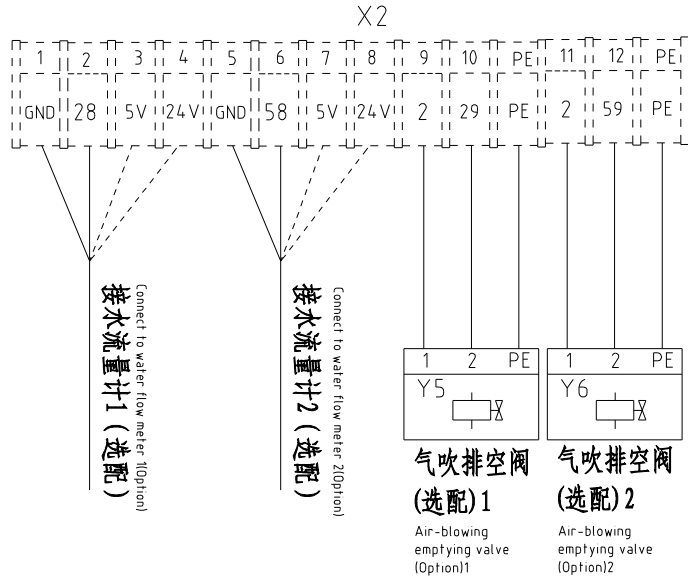 X2
1 2 3 4 5 6 7 8 9 10 PE 11 12 PE
GND 28 5V 24V GND 58 5V 24V 2 29 PE 2 59 PE
接水流量计1（选配）
Connect to water flow meter 1(Option)
接水流量计2（选配）
Connect to water flow meter 2(Option)
1 2 PE
Y5
气吹排空阀
(选配)1
Air-blowing
emptying valve
(Option)1
1 2 PE
Y6
气吹排空阀
(选配)2
Air-blowing
emptying valve
(Option)2